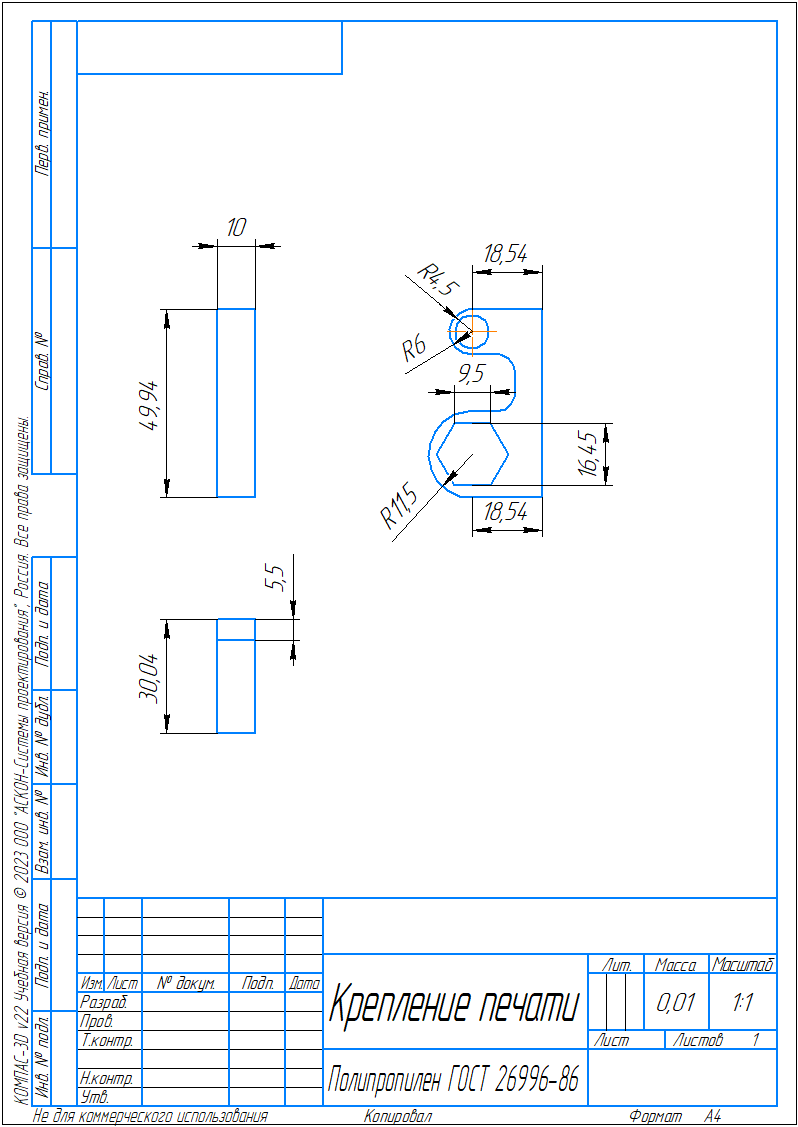 Перв. примен.
Справ. №
Подп. и дата
Инв. № дубл.
Взам. инв. №
Подп. и дата
Инв. № подл.
КОМПАС-3D v22 Учебная версия © 2023 ООО "АСКОН-Системы проектирования", Россия. Все права защищены.
10
49,94
18,54
R4,5
R6
9,5
16,45
R11,5
18,54
5,5
30,04
Изм. Лист № докум. Подп. Дата
Разраб.
Пров.
Т.контр.
Н.контр.
Утв.
Крепление печати
Полипропилен ГОСТ 26996-86
Лит. Масса Масштаб
0,01 1:1
Лист Листов 1
Не для коммерческого использования Копировал Формат А4